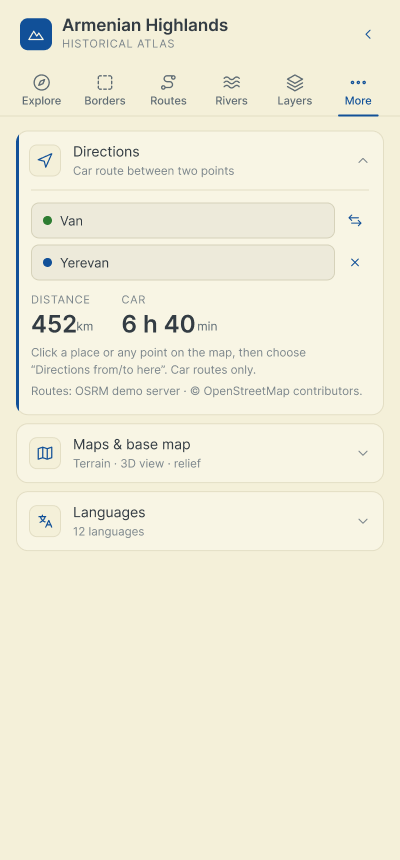 Armenian Highlands
HISTORICAL ATLAS
Explore
Borders
Routes
Rivers
Layers
More
Directions
Car route between two points
Van
Yerevan
DISTANCE
CAR
452km
6 h 40min
Click a place or any point on the map, then choose
“Directions from/to here”. Car routes only.
Routes: OSRM demo server · © OpenStreetMap contributors.
Maps & base map
Terrain · 3D view · relief
Languages
12 languages